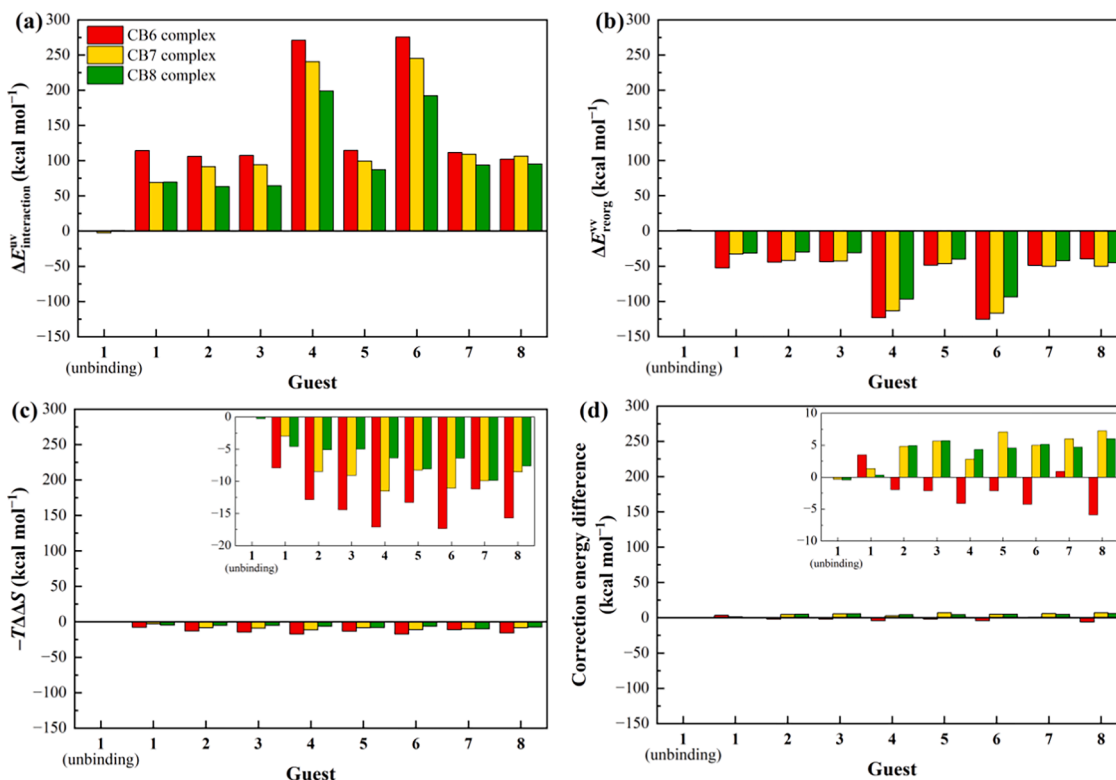 (a)
300
250
200
150
100
50
0
−50
−100
−150
ΔE^uv_interaction (kcal mol⁻¹)
CB6 complex
CB7 complex
CB8 complex
1 1 2 3 4 5 6 7 8
(unbinding)
Guest
(b)
300
250
200
150
100
50
0
−50
−100
−150
ΔE^vv_reorg (kcal mol⁻¹)
1 1 2 3 4 5 6 7 8
(unbinding)
Guest
(c)
300
250
200
150
100
50
0
−50
−100
−150
−TΔΔS (kcal mol⁻¹)
0
−5
−10
−15
−20
1 1 2 3 4 5 6 7 8
(unbinding)
1 1 2 3 4 5 6 7 8
(unbinding)
Guest
(d)
300
250
200
150
100
50
0
−50
−100
−150
Correction energy difference
(kcal mol⁻¹)
10
5
0
−5
−10
1 1 2 3 4 5 6 7 8
(unbinding)
1 1 2 3 4 5 6 7 8
(unbinding)
Guest